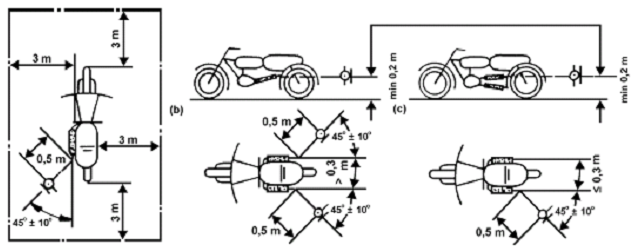 3 m
3 m
3 m
0,5 m
45° ± 10°
3 m
(b)
min 0,2 m
(c)
min 0,2 m
0,5 m
45° ± 10°
> 0,3 m
45° ± 10°
0,5 m
≤ 0,3 m
45° ± 10°
0,5 m